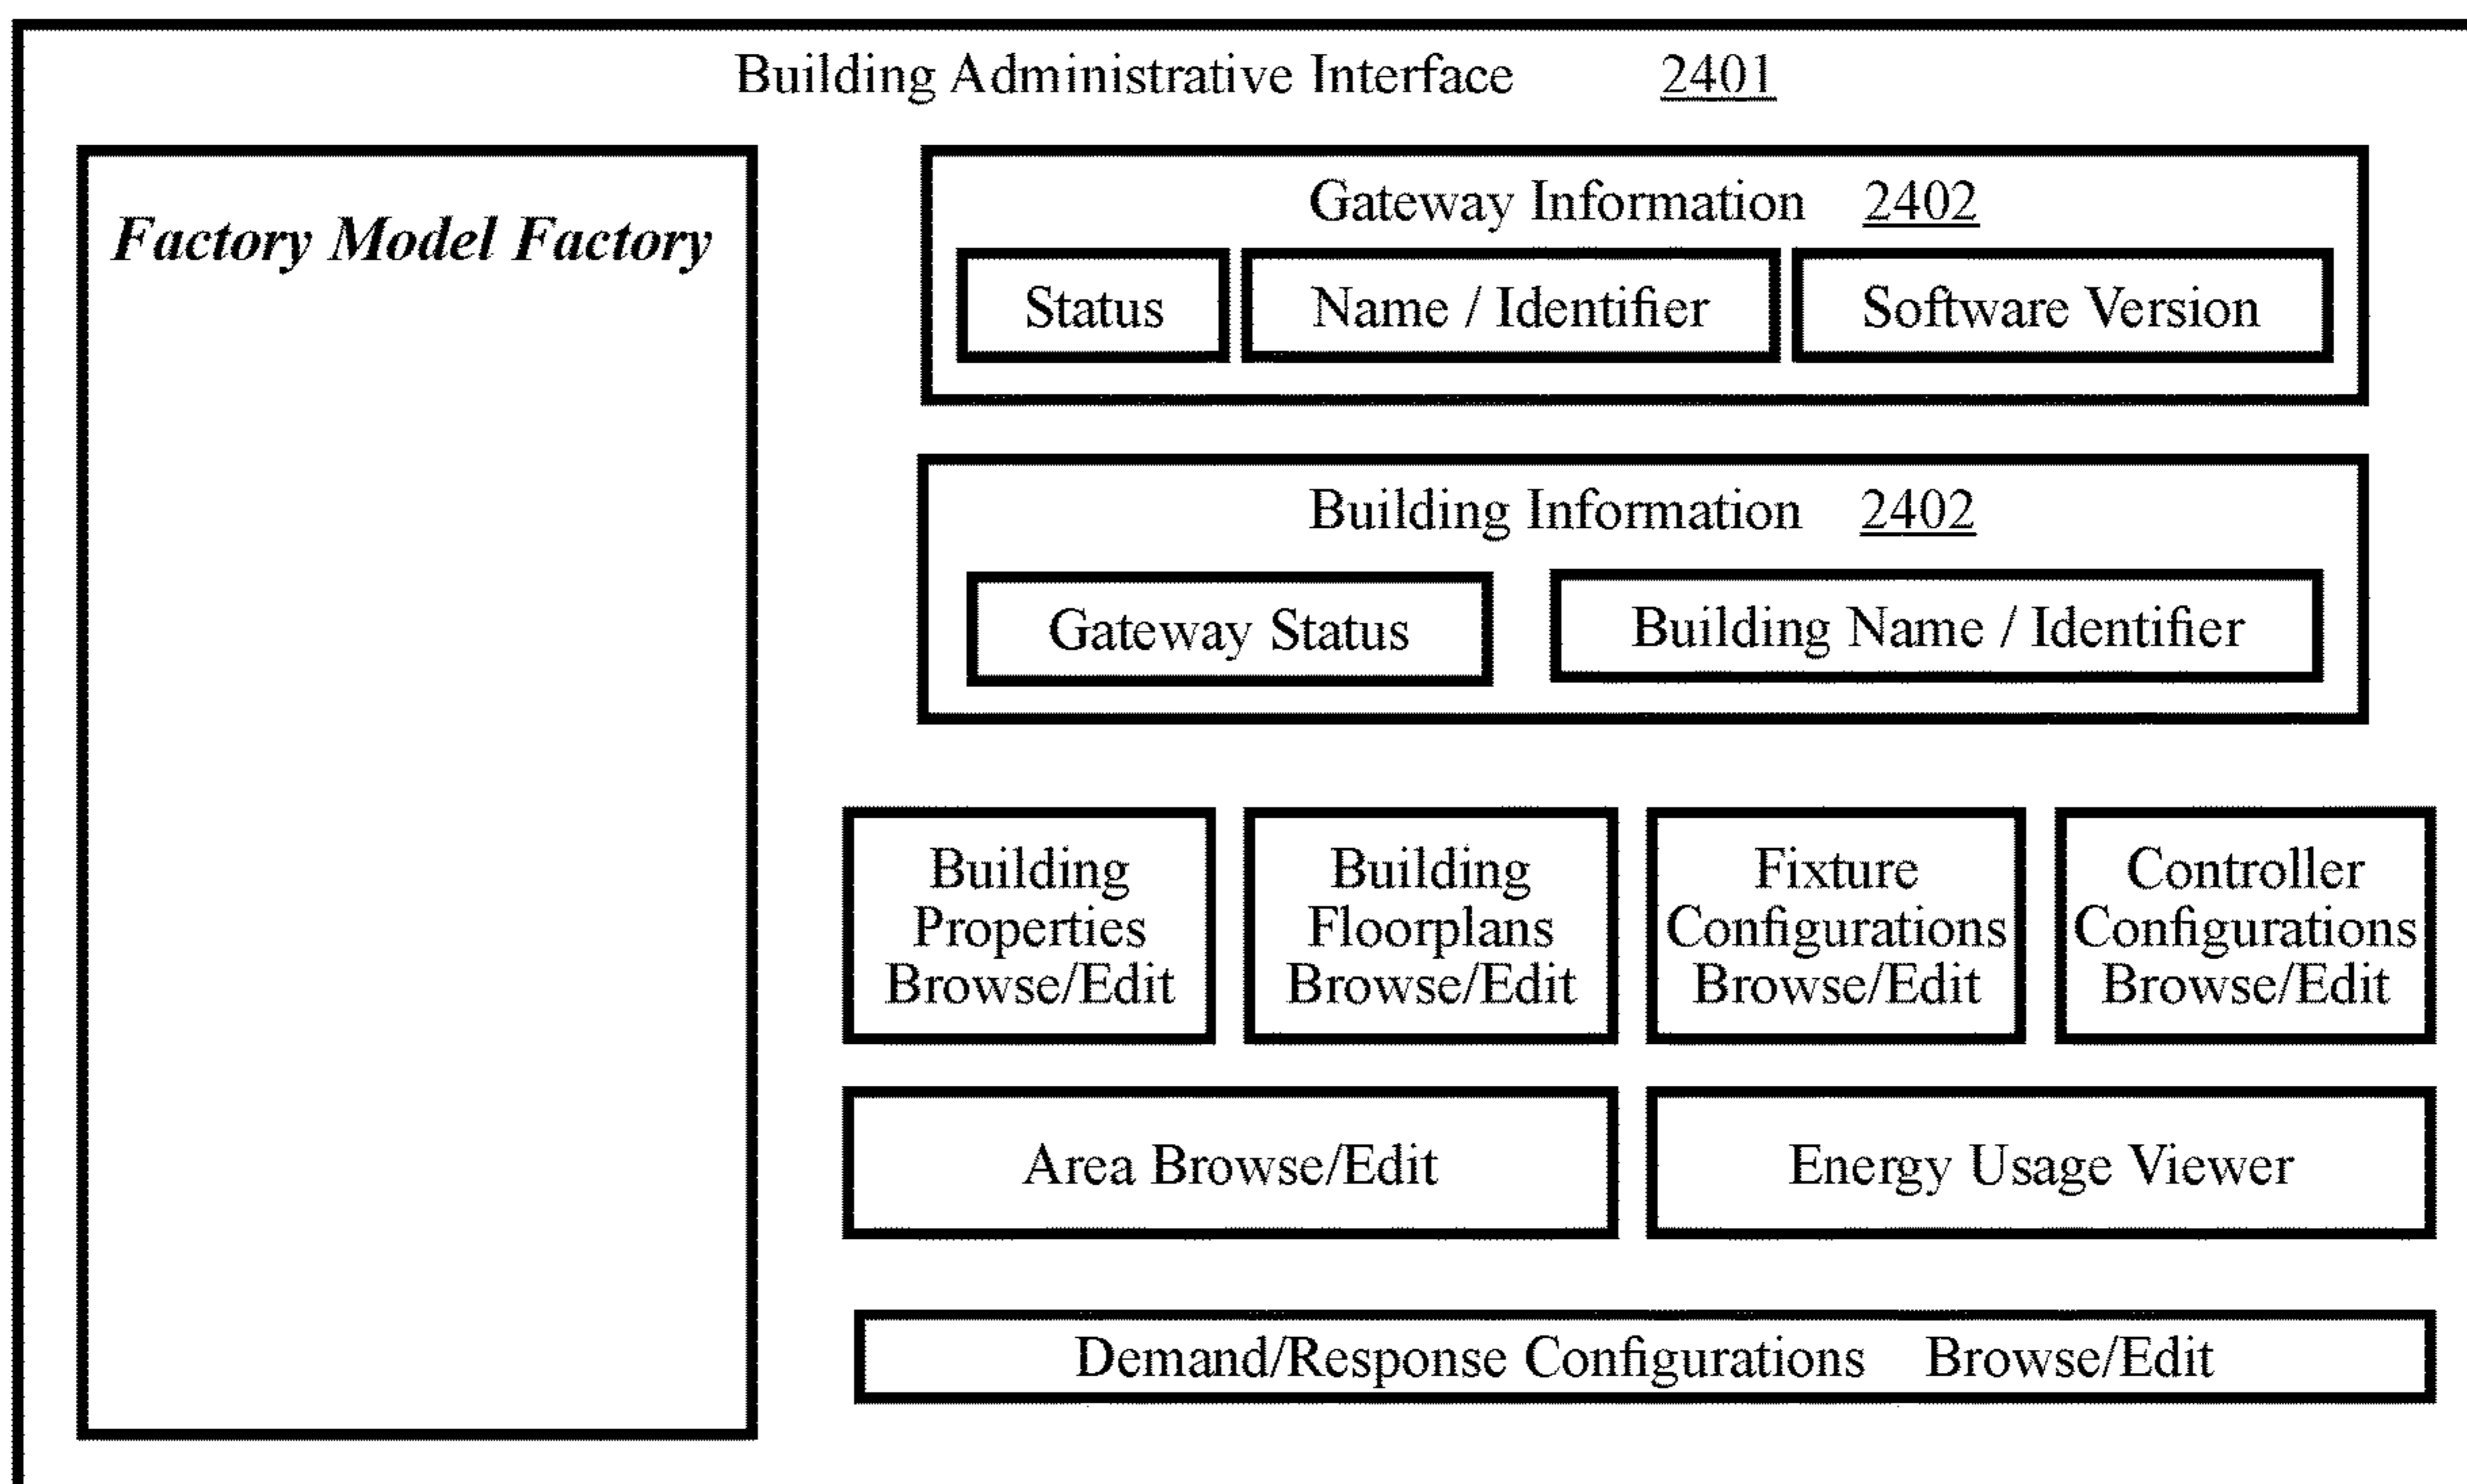 Building Administrative Interface 2401
Factory Model Factory
Gateway Information 2402
Status
Name / Identifier
Software Version
Building Information 2402
Gateway Status
Building Name / Identifier
Building
Properties
Browse/Edit
Building
Floorplans
Browse/Edit
Fixture
Configurations
Browse/Edit
Controller
Configurations
Browse/Edit
Area Browse/Edit
Energy Usage Viewer
Demand/Response Configurations Browse/Edit